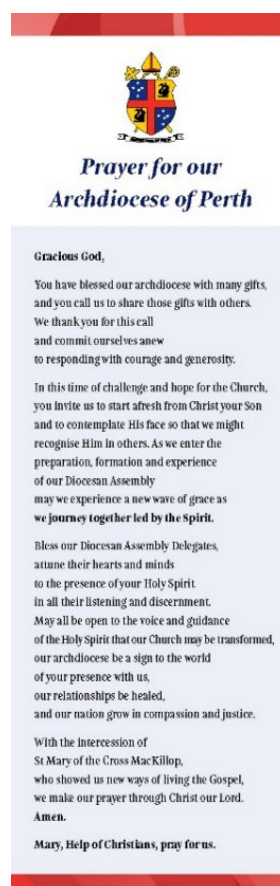 Prayer for our
Archdiocese of Perth
Gracious God,
You have blessed our archdiocese with many gifts,
and you call us to share those gifts with others.
We thank you for this call
and commit ourselves anew
to responding with courage and generosity.
In this time of challenge and hope for the Church,
you invite us to start afresh from Christ your Son
and to contemplate His face so that we might
recognise Him in others. As we enter the
preparation, formation and experience
of our Diocesan Assembly
may we experience a new wave of grace as
we journey together led by the Spirit.
Bless our Diocesan Assembly Delegates,
attune their hearts and minds
to the presence of your Holy Spirit
in all their listening and discernment.
May all be open to the voice and guidance
of the Holy Spirit that our Church may be transformed,
our archdiocese be a sign to the world
of your presence with us,
our relationships be healed,
and our nation grow in compassion and justice.
With the intercession of
St Mary of the Cross MacKillop,
who showed us new ways of living the Gospel,
we make our prayer through Christ our Lord.
Amen.
Mary, Help of Christians, pray for us.